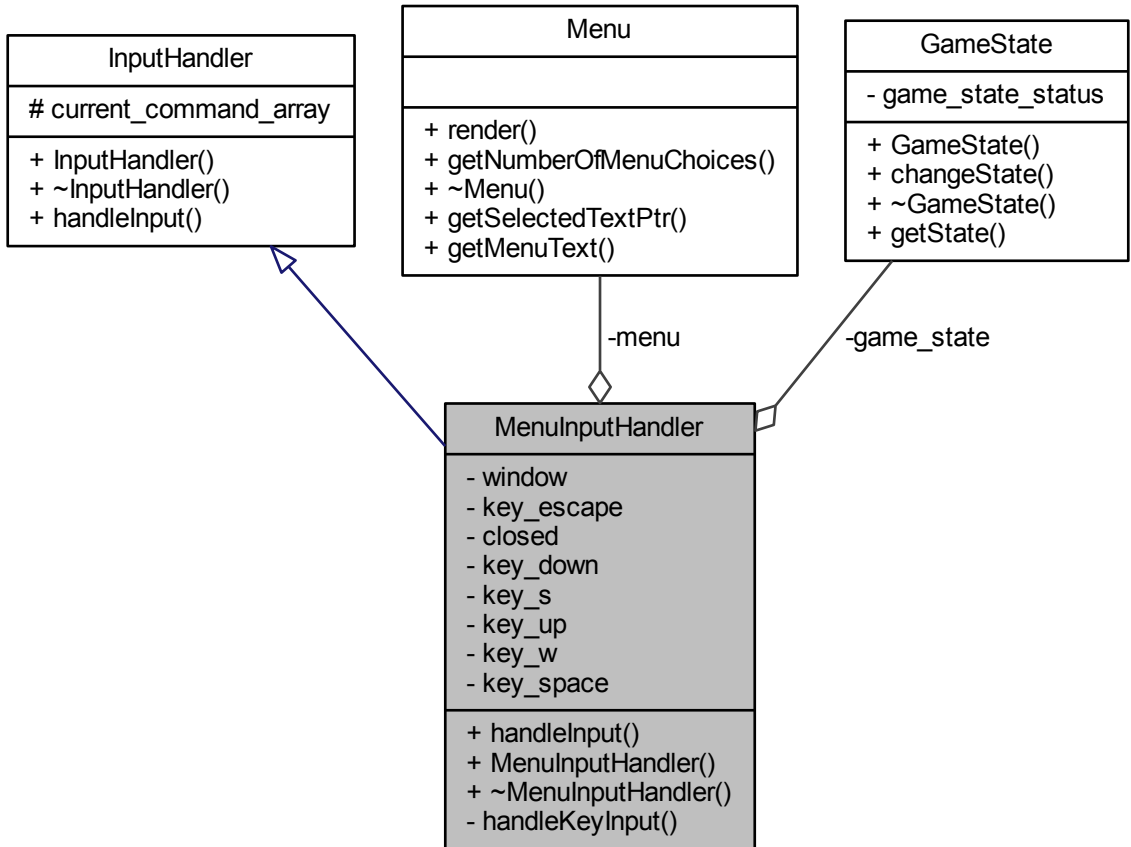 InputHandler
# current_command_array
+ InputHandler()
+ ~InputHandler()
+ handleInput()
Menu
+ render()
+ getNumberOfMenuChoices()
+ ~Menu()
+ getSelectedTextPtr()
+ getMenuText()
GameState
- game_state_status
+ GameState()
+ changeState()
+ ~GameState()
+ getState()
-menu
-game_state
MenuInputHandler
- window
- key_escape
- closed
- key_down
- key_s
- key_up
- key_w
- key_space
+ handleInput()
+ MenuInputHandler()
+ ~MenuInputHandler()
- handleKeyInput()